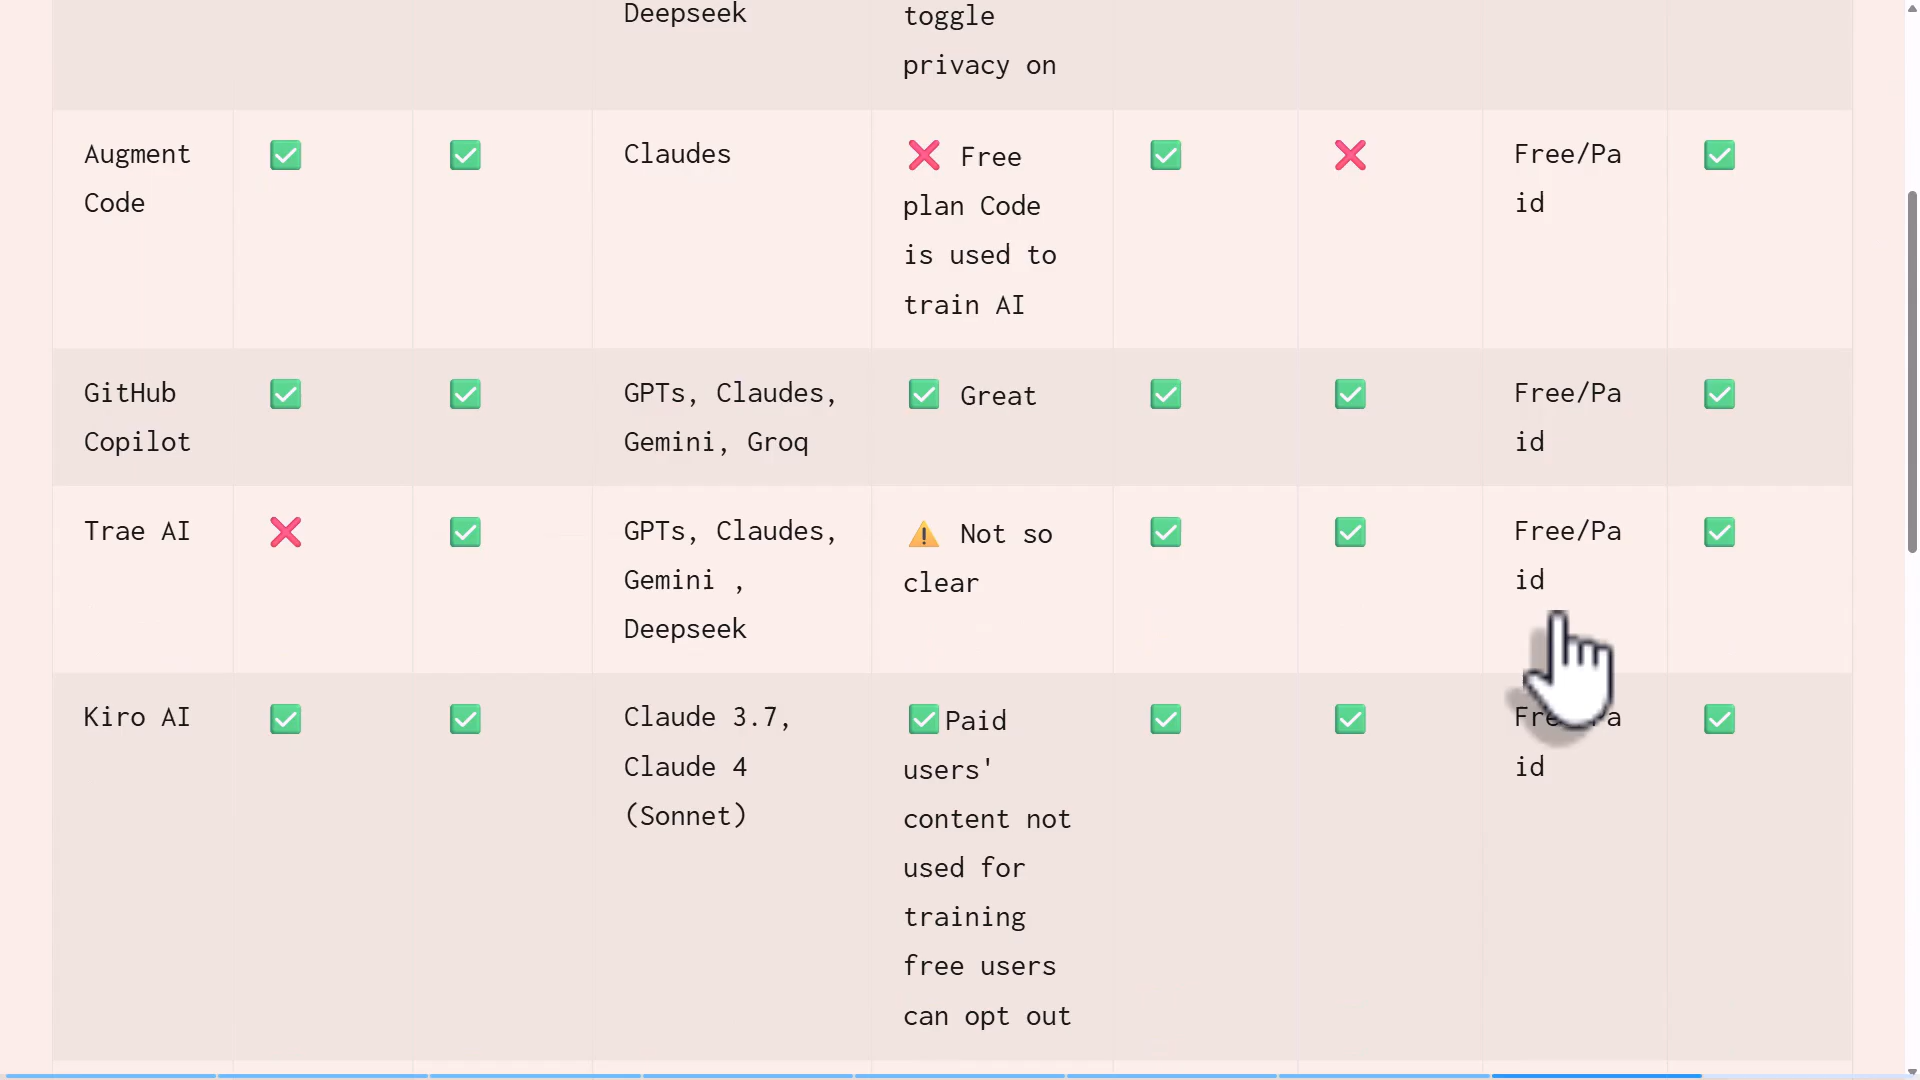 Deepseek
toggle
privacy on
Augment
Code
Claudes
Free
plan Code
is used to
train AI
Free/Pa
id
GitHub
Copilot
GPTs, Claudes,
Gemini, Groq
Great
Free/Pa
id
Trae AI
GPTs, Claudes,
Gemini ,
Deepseek
Not so
clear
Free/Pa
id
Kiro AI
Claude 3.7,
Claude 4
(Sonnet)
Paid
users'
content not
used for
training
free users
can opt out
id